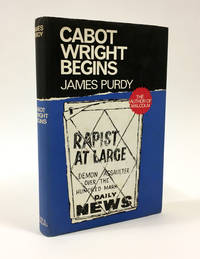 JAMES
PURDY
CABOT
WRIGHT
BEGINS
CABOT
WRIGHT
BEGINS
JAMES PURDY
THE
AUTHOR OF
MALCOLM
RAPIST
AT LARGE
DEMON ASSAULTER
OVER THE
HUNDRED MARK
DAILY
NEWS